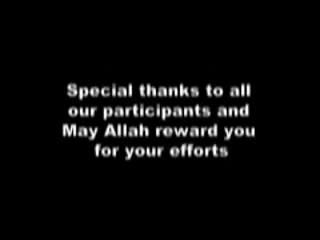 Special thanks to all
our participants and
May Allah reward you
for your efforts